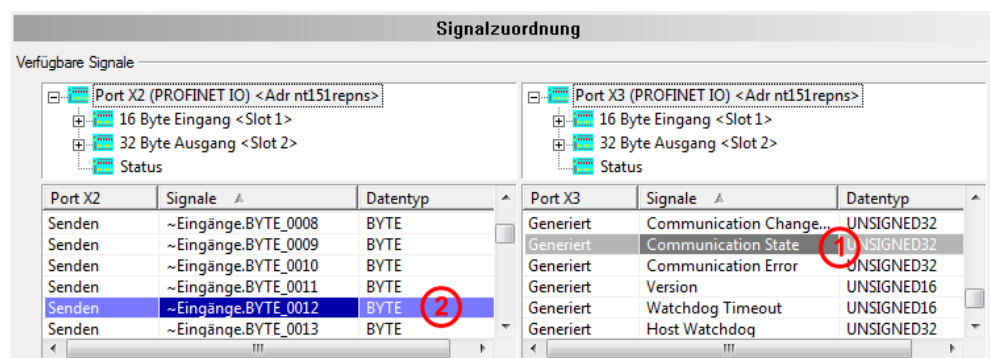 Signalzuordnung
Verfügbare Signale
Port X2 (PROFINET IO) <Adr nt151repns>
16 Byte Eingang <Slot 1>
32 Byte Ausgang <Slot 2>
Status
Port X3 (PROFINET IO) <Adr nt151repns>
16 Byte Eingang <Slot 1>
32 Byte Ausgang <Slot 2>
Status
Port X2 Signale Datentyp
Senden ~Eingänge.BYTE_0008 BYTE
Senden ~Eingänge.BYTE_0009 BYTE
Senden ~Eingänge.BYTE_0010 BYTE
Senden ~Eingänge.BYTE_0011 BYTE
Senden ~Eingänge.BYTE_0012 BYTE 2
Senden ~Eingänge.BYTE_0013 BYTE
Port X3 Signale Datentyp
Generiert Communication Change... UNSIGNED32
Generiert Communication State 1 UNSIGNED32
Generiert Communication Error UNSIGNED32
Generiert Version UNSIGNED16
Generiert Watchdog Timeout UNSIGNED16
Generiert Host Watchdog UNSIGNED32